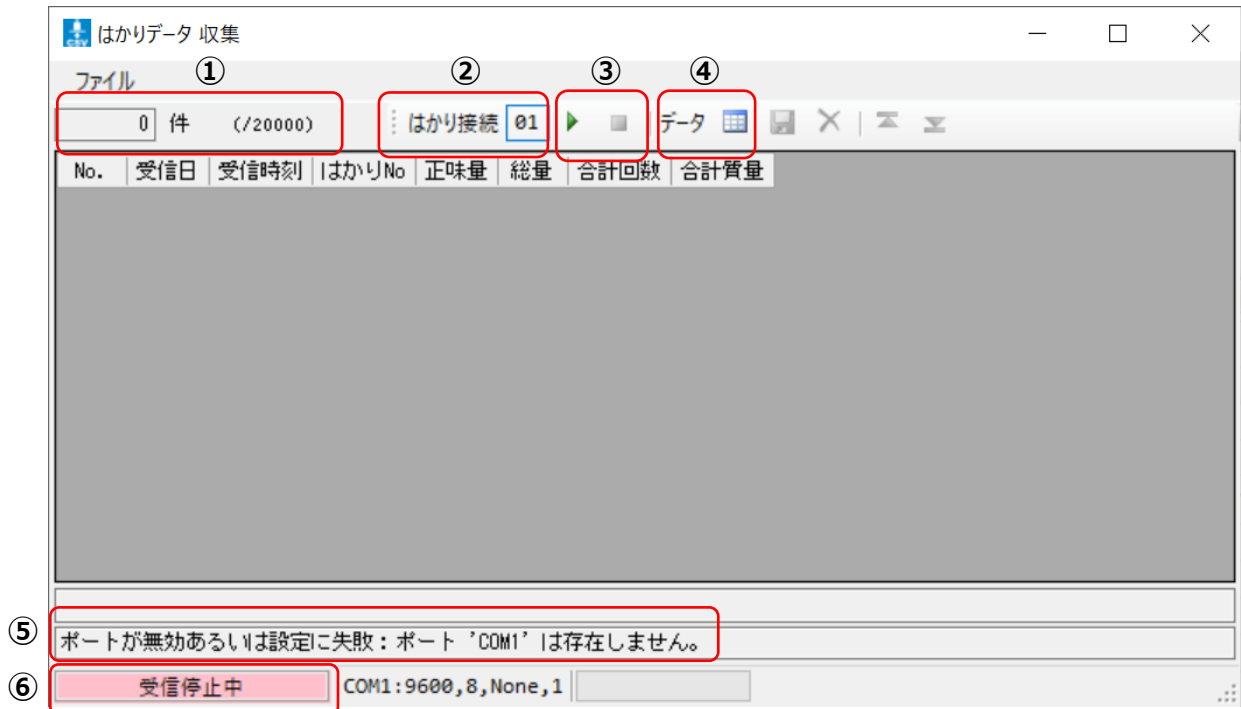 はかりデータ 収集
ファイル
① ② ③ ④
0 件 (/20000) はかり接続 01 データ
No. 受信日 受信時刻 はかりNo 正味量 総量 合計回数 合計質量
⑤ ポートが無効あるいは設定に失敗：ポート 'COM1' は存在しません。
⑥ 受信停止中 COM1:9600,8,None,1